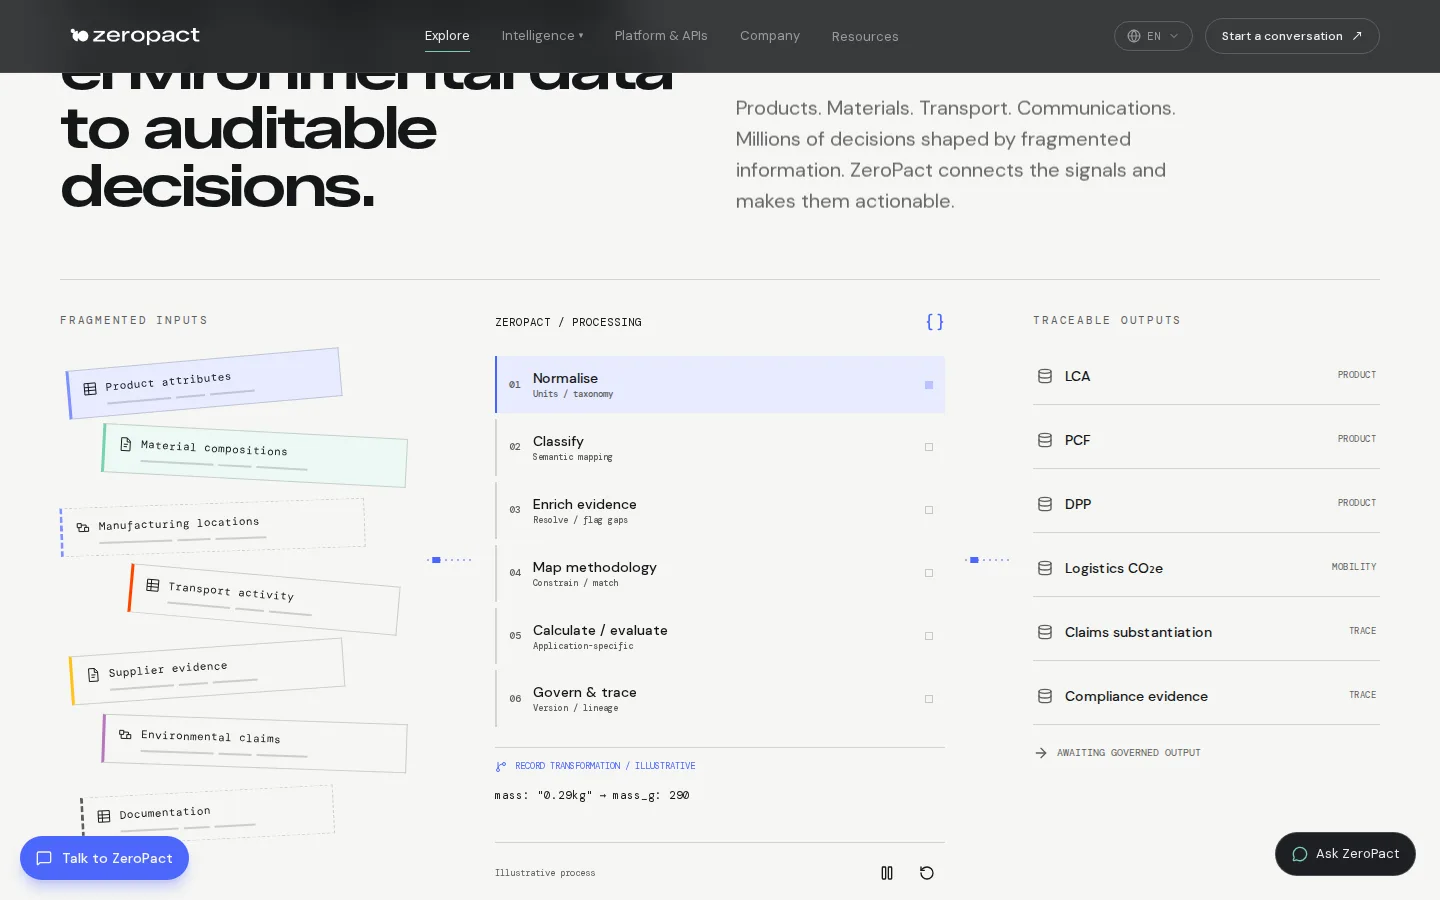 zeropact
Explore
Intelligence ▾
Platform & APIs
Company
Resources
EN
Start a conversation ↗
environmental data
to auditable
decisions.
Products. Materials. Transport. Communications.
Millions of decisions shaped by fragmented
information. ZeroPact connects the signals and
makes them actionable.
FRAGMENTED INPUTS
Product attributes
Material compositions
Manufacturing locations
Transport activity
Supplier evidence
Environmental claims
Documentation
ZEROPACT / PROCESSING
{ }
01 Normalise
Units / taxonomy
02 Classify
Semantic mapping
03 Enrich evidence
Resolve / flag gaps
04 Map methodology
Constrain / match
05 Calculate / evaluate
Application-specific
06 Govern & trace
Version / lineage
RECORD TRANSFORMATION / ILLUSTRATIVE
mass: "0.29kg" → mass_g: 290
Illustrative process
TRACEABLE OUTPUTS
LCA PRODUCT
PCF PRODUCT
DPP PRODUCT
Logistics CO₂e MOBILITY
Claims substantiation TRACE
Compliance evidence TRACE
→ AWAITING GOVERNED OUTPUT
Talk to ZeroPact
Ask ZeroPact